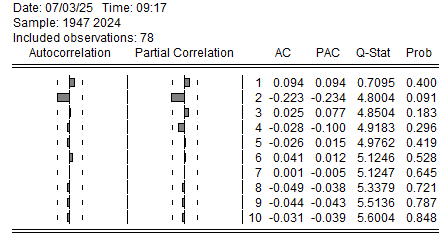 Date: 07/03/25 Time: 09:17
Sample: 1947 2024
Included observations: 78
Autocorrelation Partial Correlation AC PAC Q-Stat Prob
1 0.094 0.094 0.7095 0.400
2 -0.223 -0.234 4.8004 0.091
3 0.025 0.077 4.8504 0.183
4 -0.028 -0.100 4.9183 0.296
5 -0.026 0.015 4.9762 0.419
6 0.041 0.012 5.1246 0.528
7 0.001 -0.005 5.1247 0.645
8 -0.049 -0.038 5.3379 0.721
9 -0.044 -0.043 5.5136 0.787
10 -0.031 -0.039 5.6004 0.848